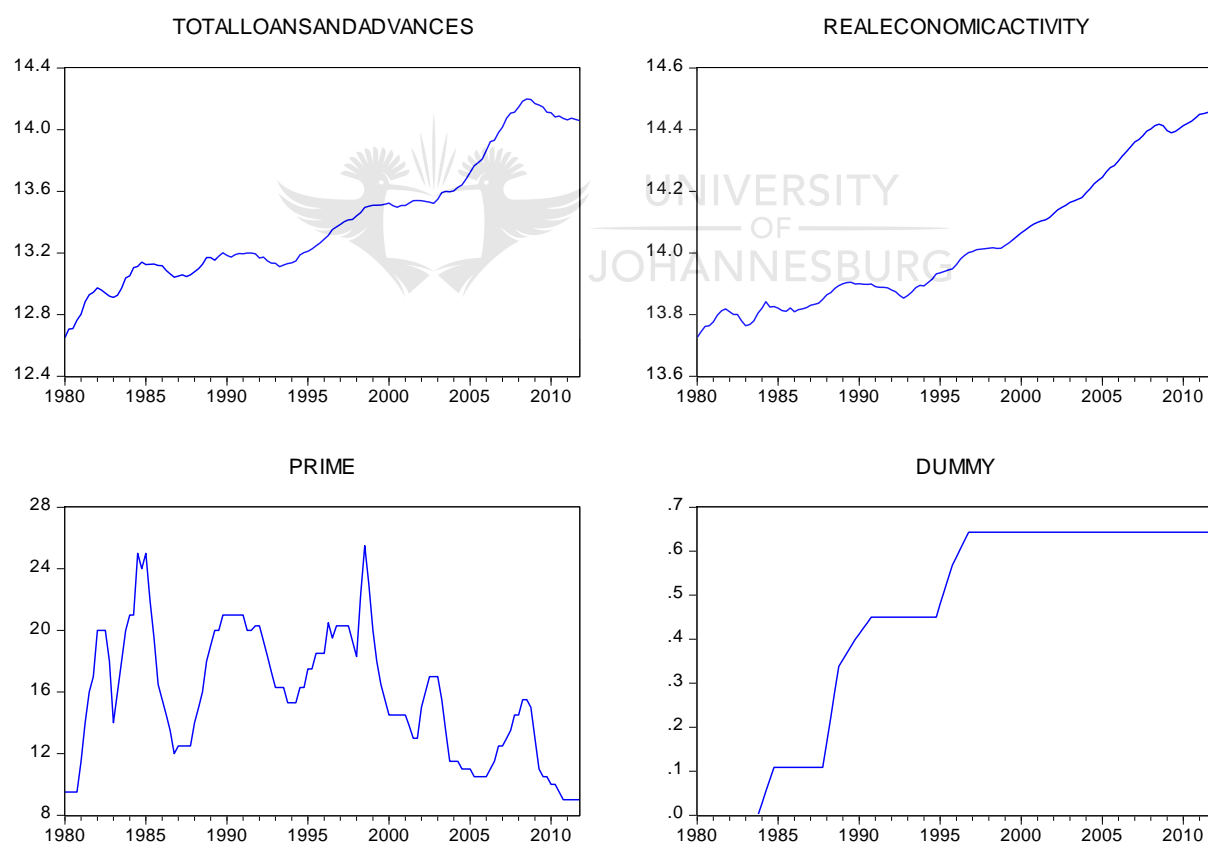 TOTALLOANSANDADVANCES
14.4
14.0
13.6
13.2
12.8
12.4
1980 1985 1990 1995 2000 2005 2010
REALECONOMICACTIVITY
14.6
14.4
14.2
14.0
13.8
13.6
1980 1985 1990 1995 2000 2005 2010
UNIVERSITY
OF
JOHANNESBURG
PRIME
28
24
20
16
12
8
1980 1985 1990 1995 2000 2005 2010
DUMMY
.7
.6
.5
.4
.3
.2
.1
.0
1980 1985 1990 1995 2000 2005 2010